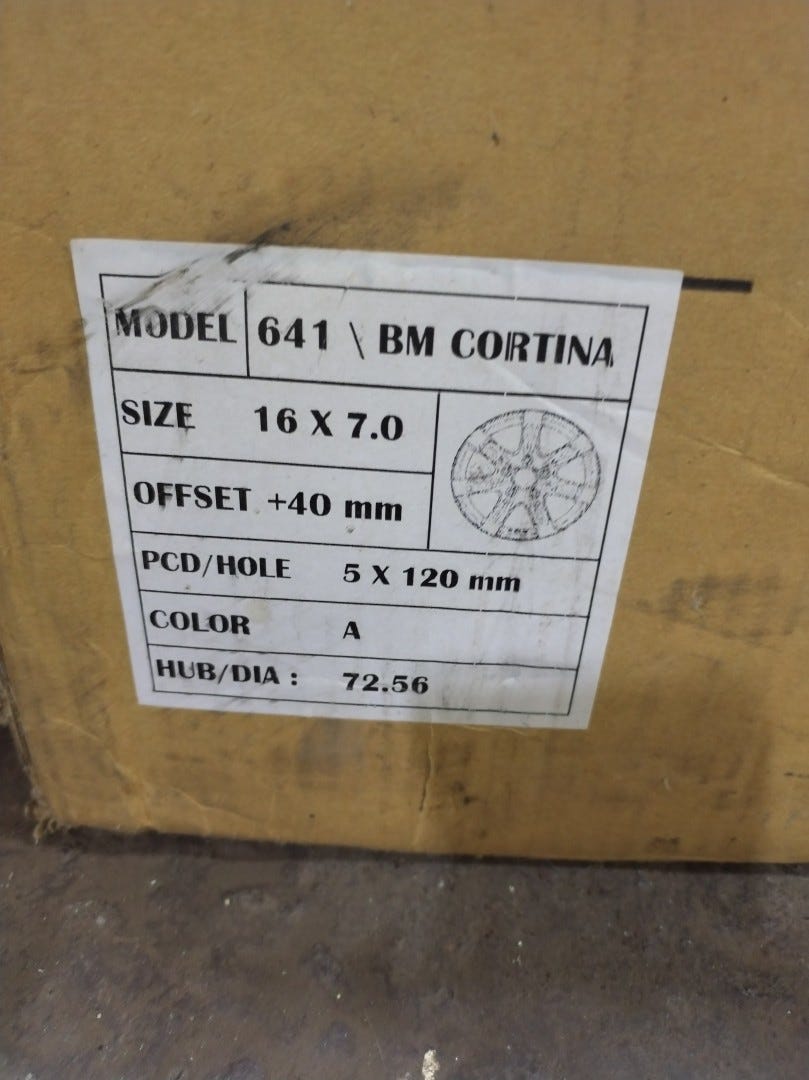 MODEL 641 \ BM CORTINA
SIZE 16 X 7.0
OFFSET +40 mm
PCD/HOLE 5 X 120 mm
COLOR A
HUB/DIA : 72.56